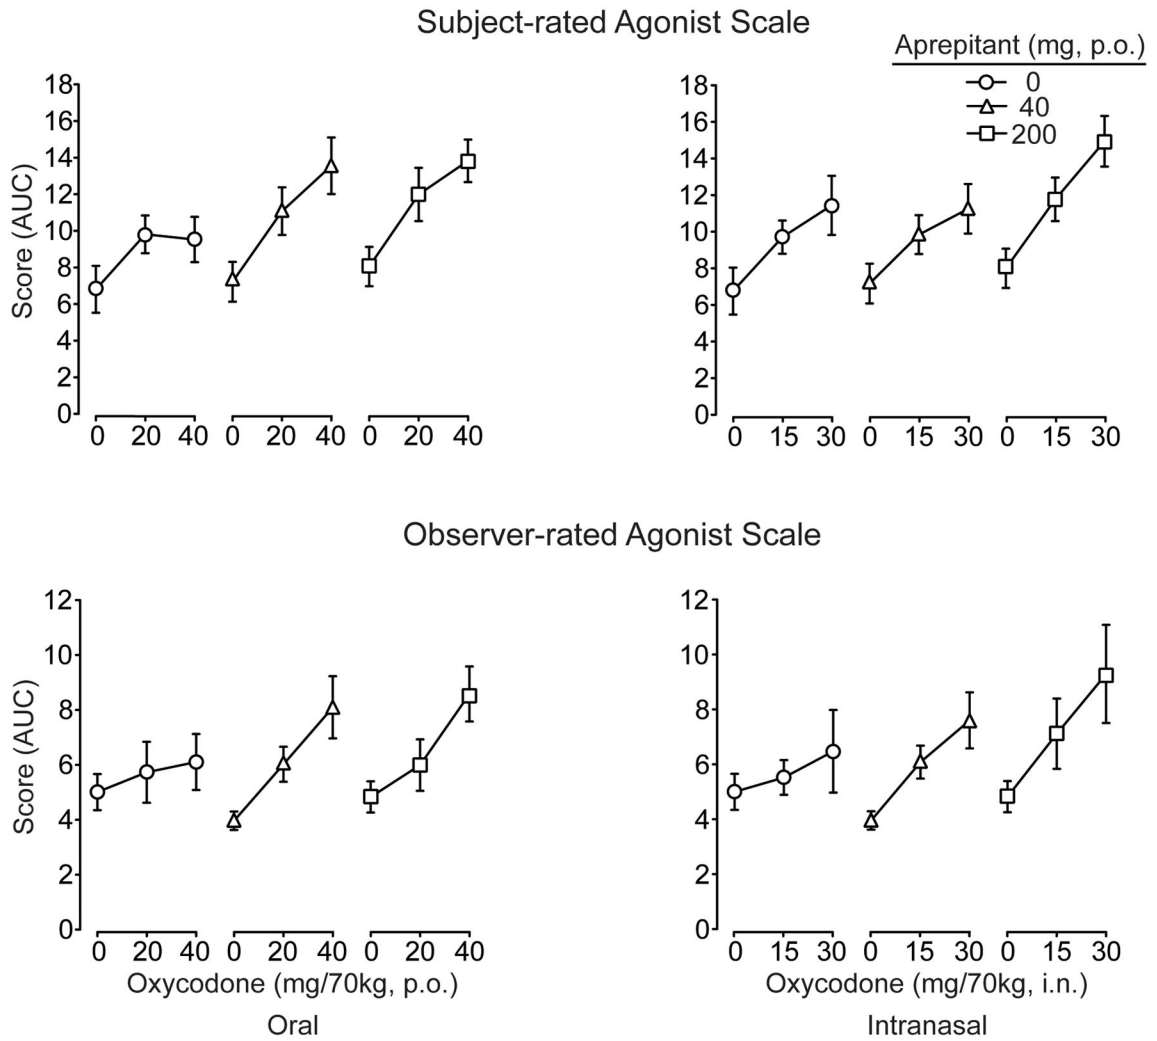 Subject-rated Agonist Scale
Aprepitant (mg, p.o.)
0
40
200
Score (AUC)
18
16
14
12
10
8
6
4
2
0
0 20 40 0 20 40 0 20 40
18
16
14
12
10
8
6
4
2
0
0 15 30 0 15 30 0 15 30
Observer-rated Agonist Scale
Score (AUC)
12
10
8
6
4
2
0
0 20 40 0 20 40 0 20 40
Oxycodone (mg/70kg, p.o.)
Oral
12
10
8
6
4
2
0
0 15 30 0 15 30 0 15 30
Oxycodone (mg/70kg, i.n.)
Intranasal